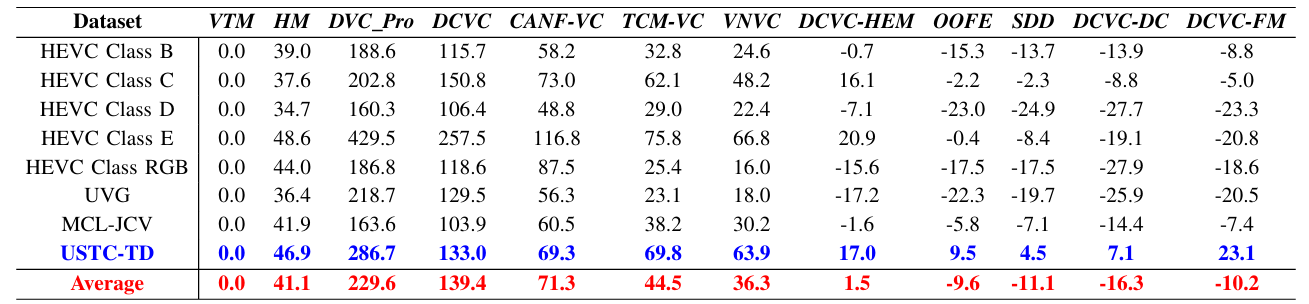 Dataset VTM HM DVC_Pro DCVC CANF-VC TCM-VC VNVC DCVC-HEM OOFE SDD DCVC-DC DCVC-FM
HEVC Class B 0.0 39.0 188.6 115.7 58.2 32.8 24.6 -0.7 -15.3 -13.7 -13.9 -8.8
HEVC Class C 0.0 37.6 202.8 150.8 73.0 62.1 48.2 16.1 -2.2 -2.3 -8.8 -5.0
HEVC Class D 0.0 34.7 160.3 106.4 48.8 29.0 22.4 -7.1 -23.0 -24.9 -27.7 -23.3
HEVC Class E 0.0 48.6 429.5 257.5 116.8 75.8 66.8 20.9 -0.4 -8.4 -19.1 -20.8
HEVC Class RGB 0.0 44.0 186.8 118.6 87.5 25.4 16.0 -15.6 -17.5 -17.5 -27.9 -18.6
UVG 0.0 36.4 218.7 129.5 56.3 23.1 18.0 -17.2 -22.3 -19.7 -25.9 -20.5
MCL-JCV 0.0 41.9 163.6 103.9 60.5 38.2 30.2 -1.6 -5.8 -7.1 -14.4 -7.4
USTC-TD 0.0 46.9 286.7 133.0 69.3 69.8 63.9 17.0 9.5 4.5 7.1 23.1
Average 0.0 41.1 229.6 139.4 71.3 44.5 36.3 1.5 -9.6 -11.1 -16.3 -10.2